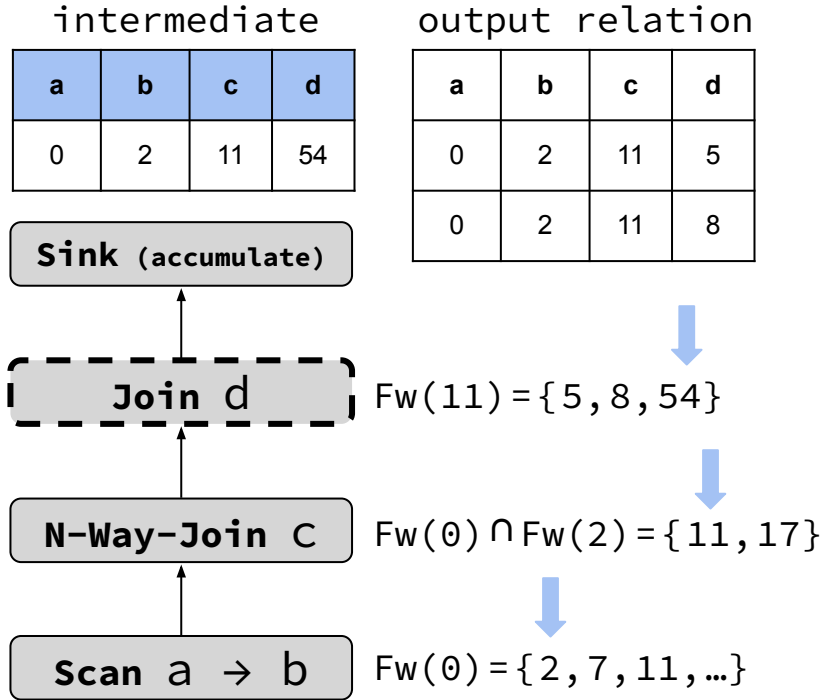 intermediate
a b c d
0 2 11 54
output relation
a b c d
0 2 11 5
0 2 11 8
Sink (accumulate)
Join d
Fw(11)={5,8,54}
N-Way-Join c
Fw(0)∩Fw(2)={11,17}
Scan a → b
Fw(0)={2,7,11,…}